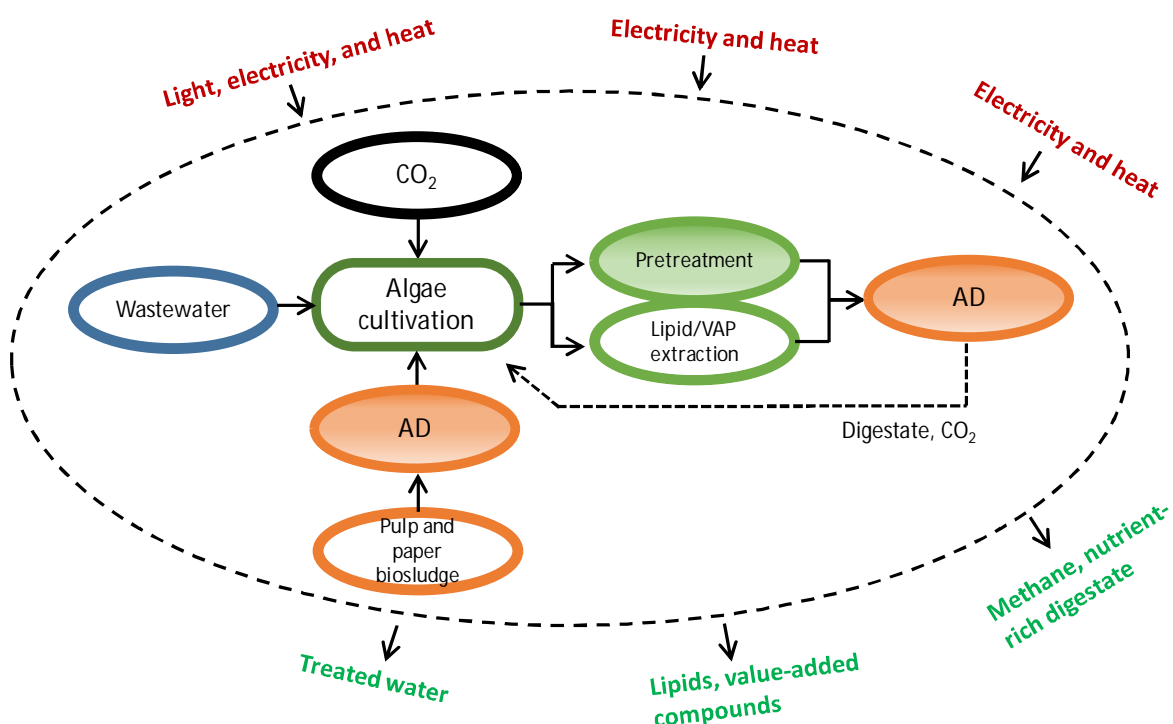 Light, electricity, and heat
Electricity and heat
Electricity and heat
CO₂
Wastewater
Algae
cultivation
Pretreatment
Lipid/VAP
extraction
AD
AD
Digestate, CO₂
Pulp and
paper
biosludge
Methane, nutrient-
rich digestate
Treated water
Lipids, value-added
compounds